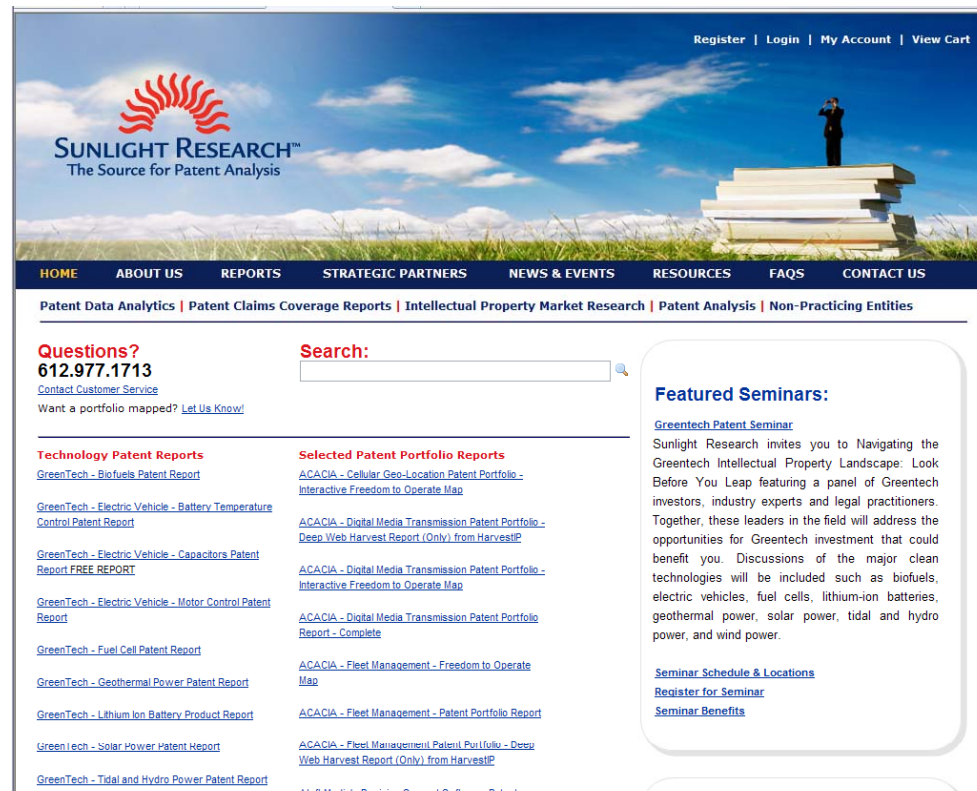 Register | Login | My Account | View Cart
SUNLIGHT RESEARCH™
The Source for Patent Analysis
HOME ABOUT US REPORTS STRATEGIC PARTNERS NEWS & EVENTS RESOURCES FAQS CONTACT US
Patent Data Analytics | Patent Claims Coverage Reports | Intellectual Property Market Research | Patent Analysis | Non-Practicing Entities
Questions?
612.977.1713
Contact Customer Service
Want a portfolio mapped? Let Us Know!
Search:
Technology Patent Reports
GreenTech - Biofuels Patent Report
GreenTech - Electric Vehicle - Battery Temperature
Control Patent Report
GreenTech - Electric Vehicle - Capacitors Patent
Report FREE REPORT
GreenTech - Electric Vehicle - Motor Control Patent
Report
GreenTech - Fuel Cell Patent Report
GreenTech - Geothermal Power Patent Report
GreenTech - Lithium Ion Battery Product Report
GreenTech - Solar Power Patent Report
GreenTech - Tidal and Hydro Power Patent Report
Selected Patent Portfolio Reports
ACACIA - Cellular Geo-Location Patent Portfolio -
Interactive Freedom to Operate Map
ACACIA - Digital Media Transmission Patent Portfolio -
Deep Web Harvest Report (Only) from HarvestIP
ACACIA - Digital Media Transmission Patent Portfolio -
Interactive Freedom to Operate Map
ACACIA - Digital Media Transmission Patent Portfolio
Report - Complete
ACACIA - Fleet Management - Freedom to Operate
Map
ACACIA - Fleet Management - Patent Portfolio Report
ACACIA - Fleet Management Patent Portfolio - Deep
Web Harvest Report (Only) from HarvestIP
Featured Seminars:
Greentech Patent Seminar
Sunlight Research invites you to Navigating the
Greentech Intellectual Property Landscape: Look
Before You Leap featuring a panel of Greentech
investors, industry experts and legal practitioners.
Together, these leaders in the field will address the
opportunities for Greentech investment that could
benefit you. Discussions of the major clean
technologies will be included such as biofuels,
electric vehicles, fuel cells, lithium-ion batteries,
geothermal power, solar power, tidal and hydro
power, and wind power.
Seminar Schedule & Locations
Register for Seminar
Seminar Benefits